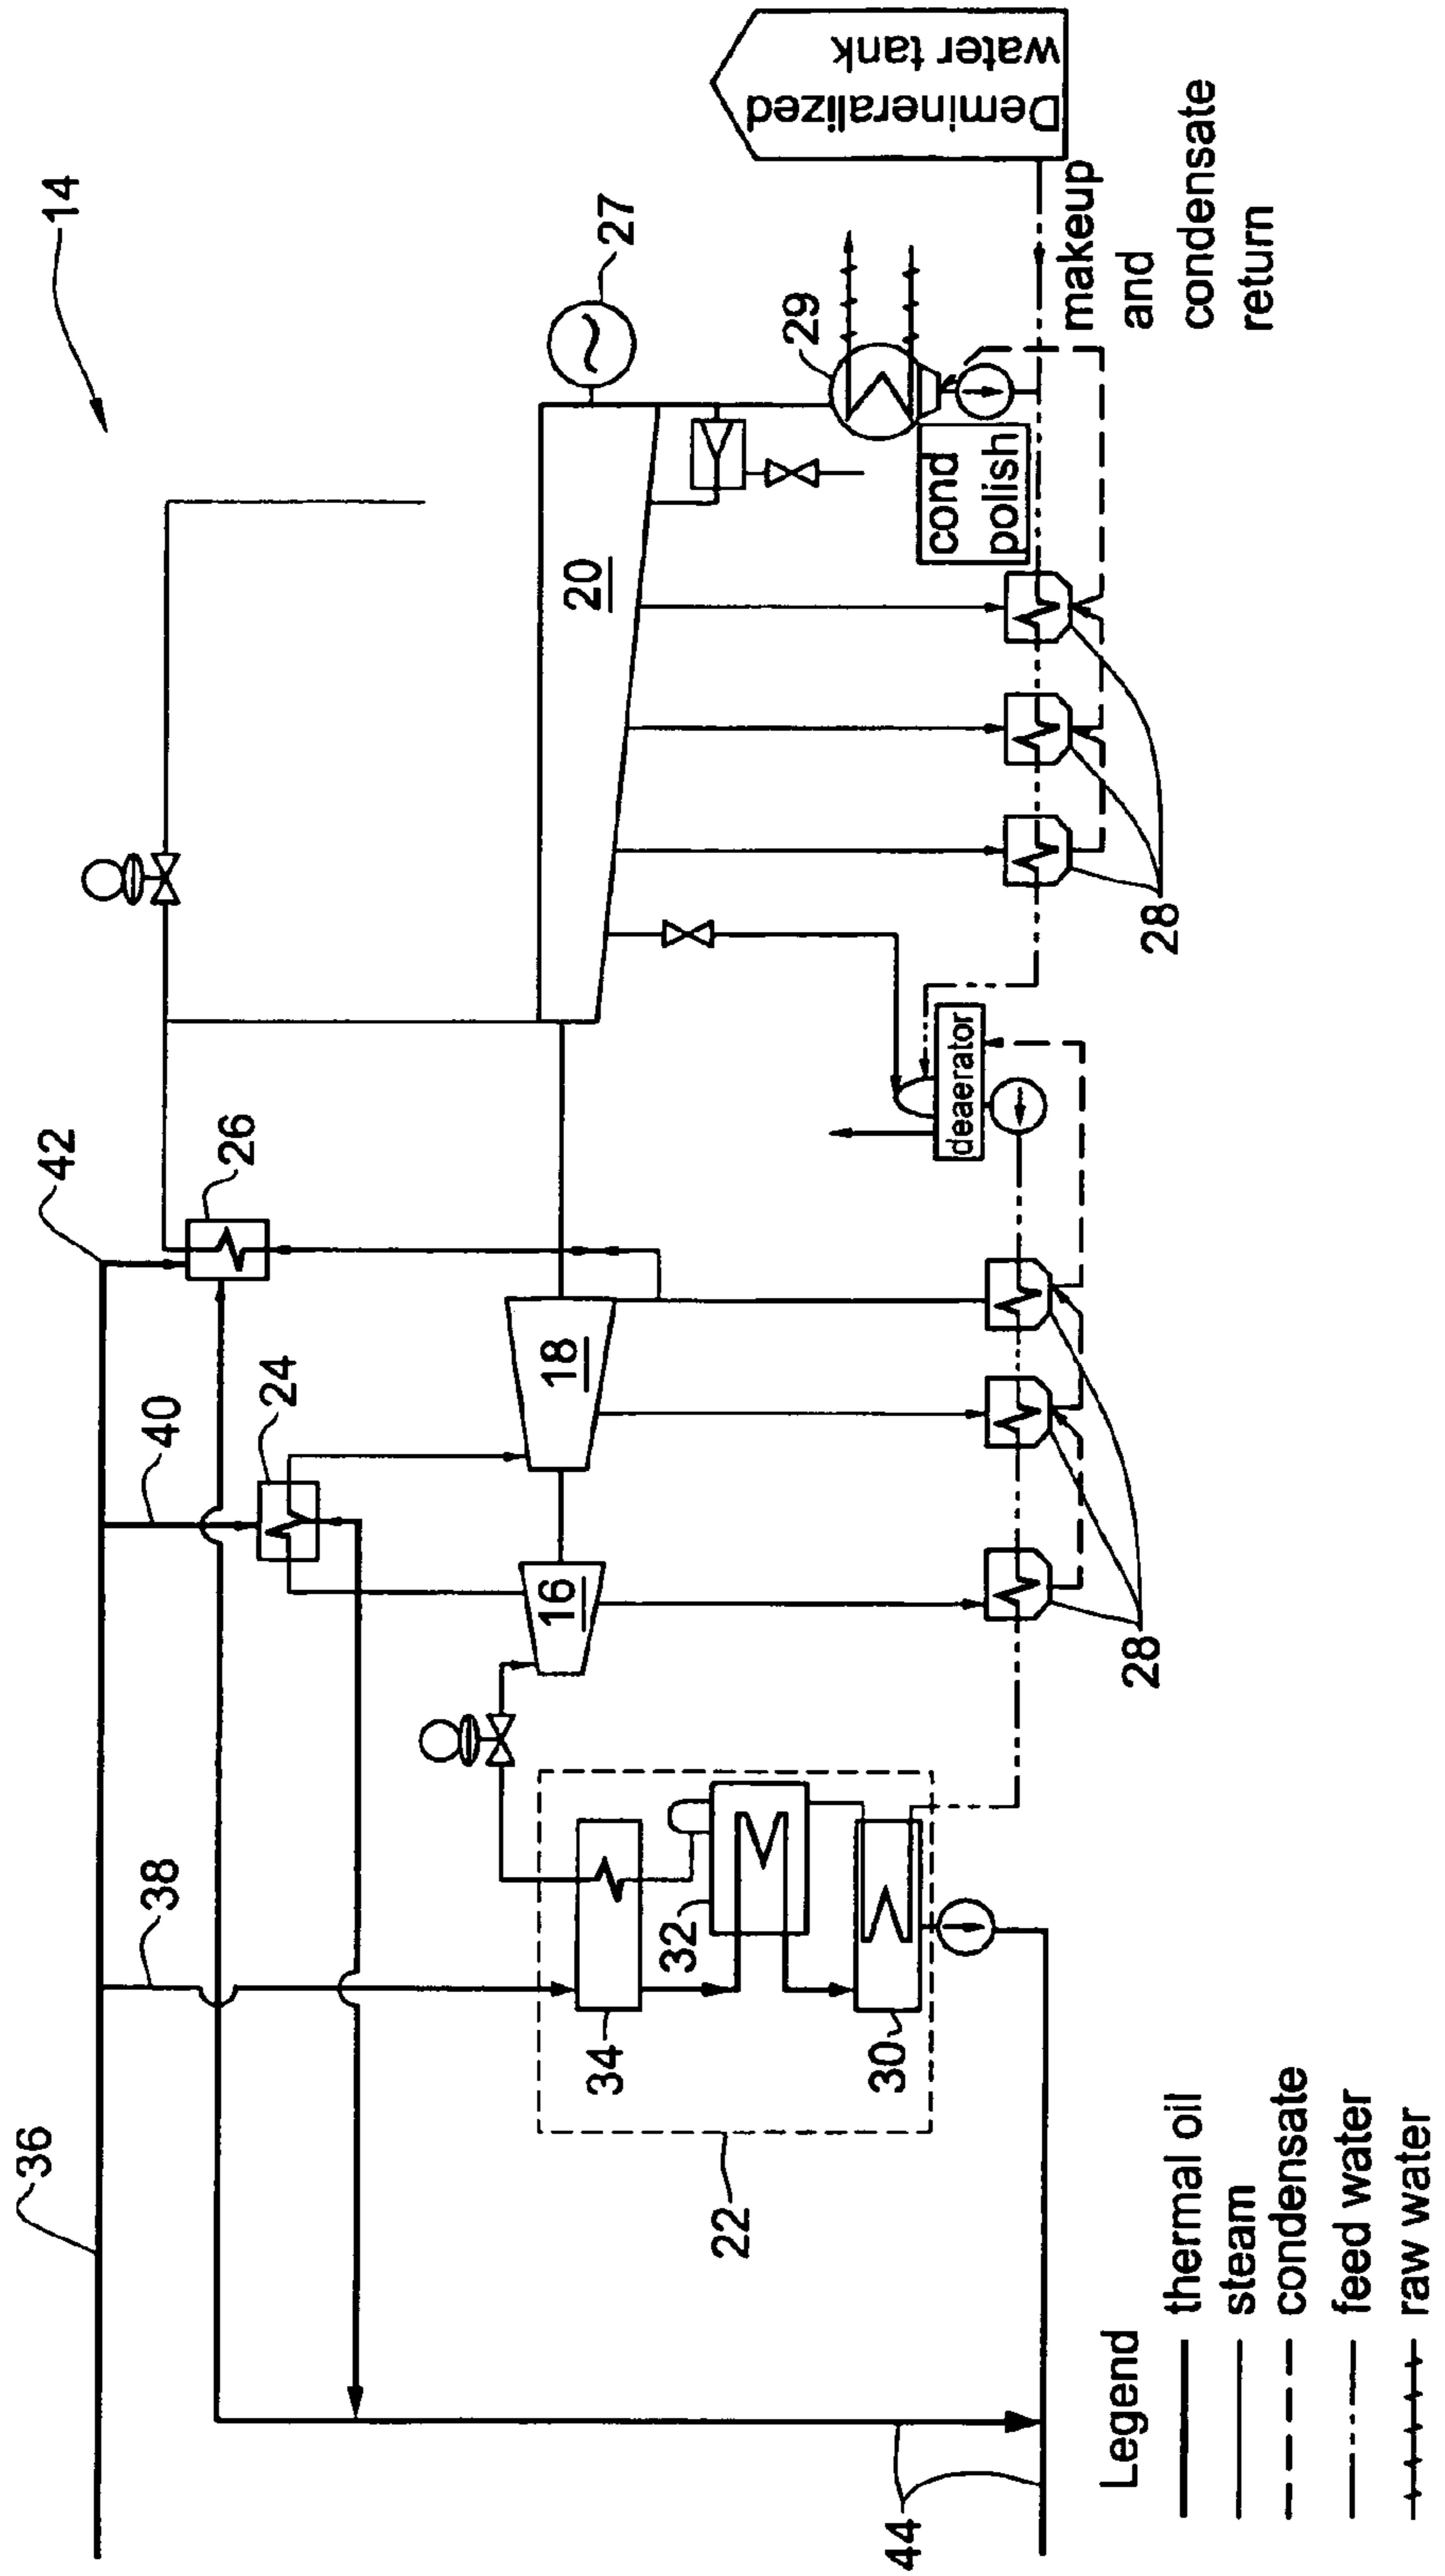 14
36
38
40
42
26
24
27
16
18
20
29
34
32
30
22
44
28
28
deaerator
cond
polish
Demineralized
water tank
makeup
and
condensate
return
Legend
thermal oil
steam
condensate
feed water
raw water